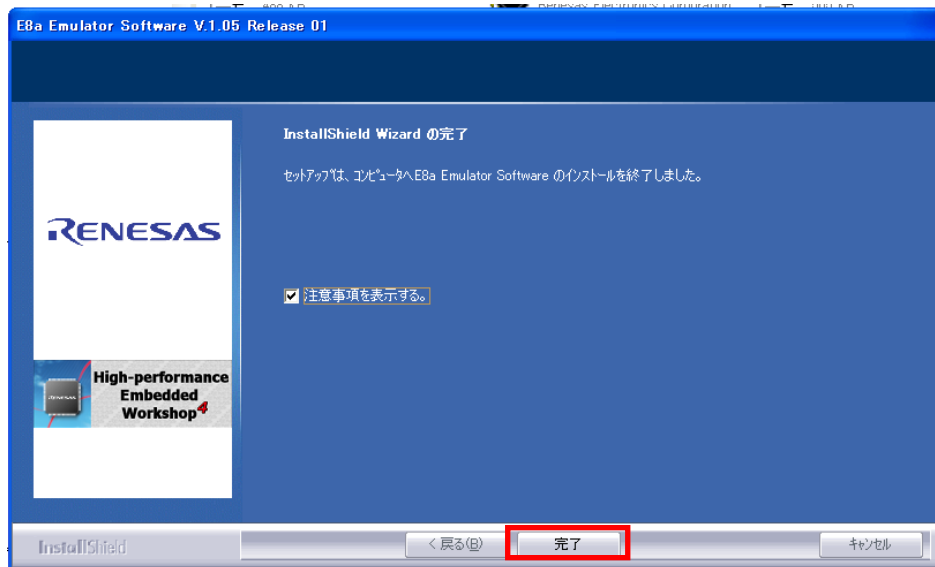 E8a Emulator Software V.1.05 Release 01
InstallShield Wizard の完了
セットアップは、コンピュータへE8a Emulator Software のインストールを終了しました。
RENESAS
注意事項を表示する。
High-performance
Embedded
Workshop4
InstallShield
< 戻る(B)
完了
キャンセル